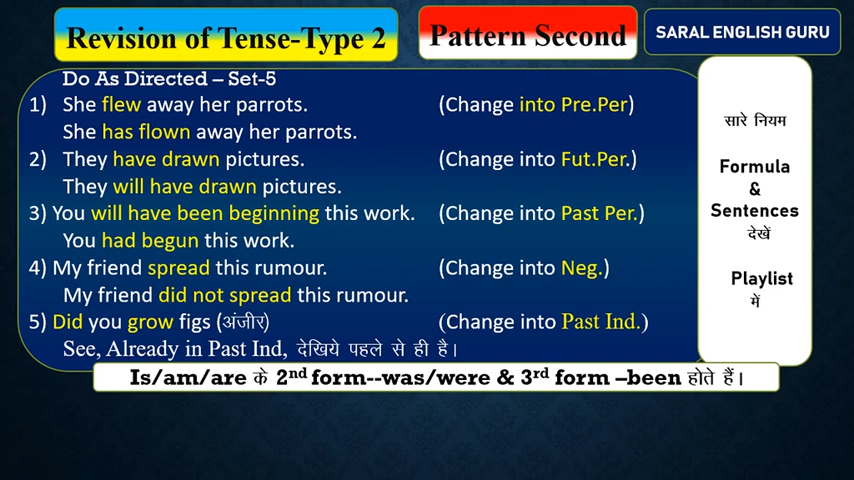 Revision of Tense-Type 2
Pattern Second
SARAL ENGLISH GURU
Do As Directed – Set-5
1) She flew away her parrots. (Change into Pre.Per)
She has flown away her parrots.
2) They have drawn pictures. (Change into Fut.Per.)
They will have drawn pictures.
3) You will have been beginning this work. (Change into Past Per.)
You had begun this work.
4) My friend spread this rumour. (Change into Neg.)
My friend did not spread this rumour.
5) Did you grow figs (अंजीर) (Change into Past Ind.)
See, Already in Past Ind, देखिये पहले से ही है।
सारे नियम
Formula
&
Sentences
देखें
Playlist
में
Is/am/are के 2nd form--was/were & 3rd form –been होते हैं।